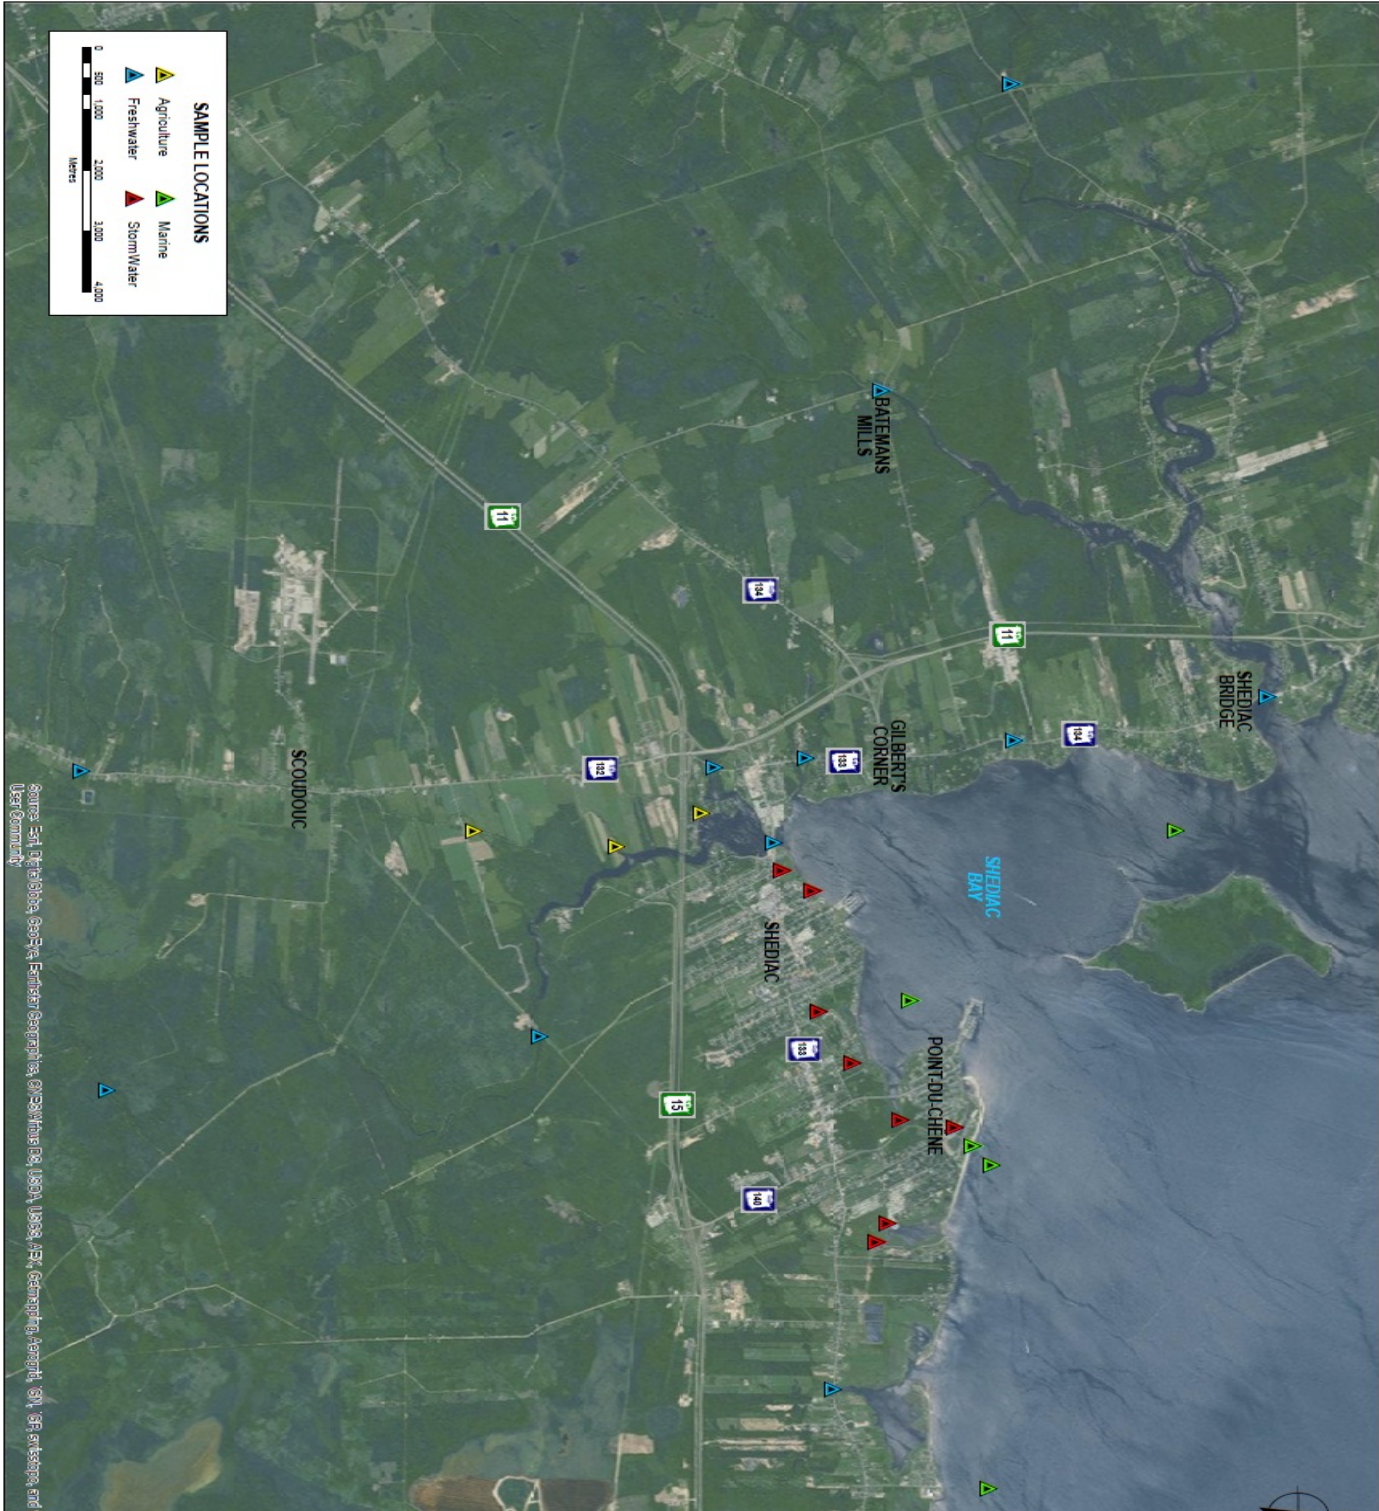 SAMPLE LOCATIONS
Agriculture
Marine
Freshwater
StormWater
0 500 1,000 2,000 3,000 4,000
Metres
BATEMANS
MILLS
11
134
11
SHEDIAC
BRIDGE
134
GILBERT'S
CORNER
133
132
SCOUDOUC
SHEDIAC
BAY
SHEDIAC
133
POINT-DU-CHÊNE
15
140
Source: Esri, DigitalGlobe, GeoEye, Earthstar Geographics, CNES/Airbus DS, USDA, USGS, AEX, Getmapping, Aerogrid, IGN, IGP, swisstopo, and
User Community